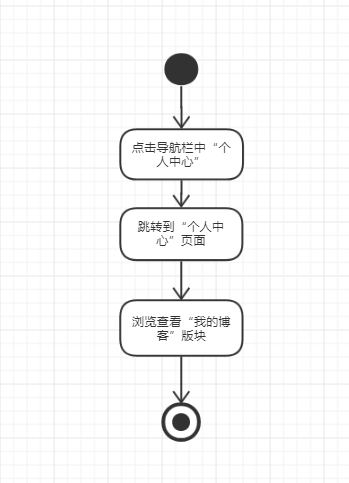 点击导航栏中“个
人中心”
跳转到“个人中
心”页面
浏览查看“我的博
客”版块